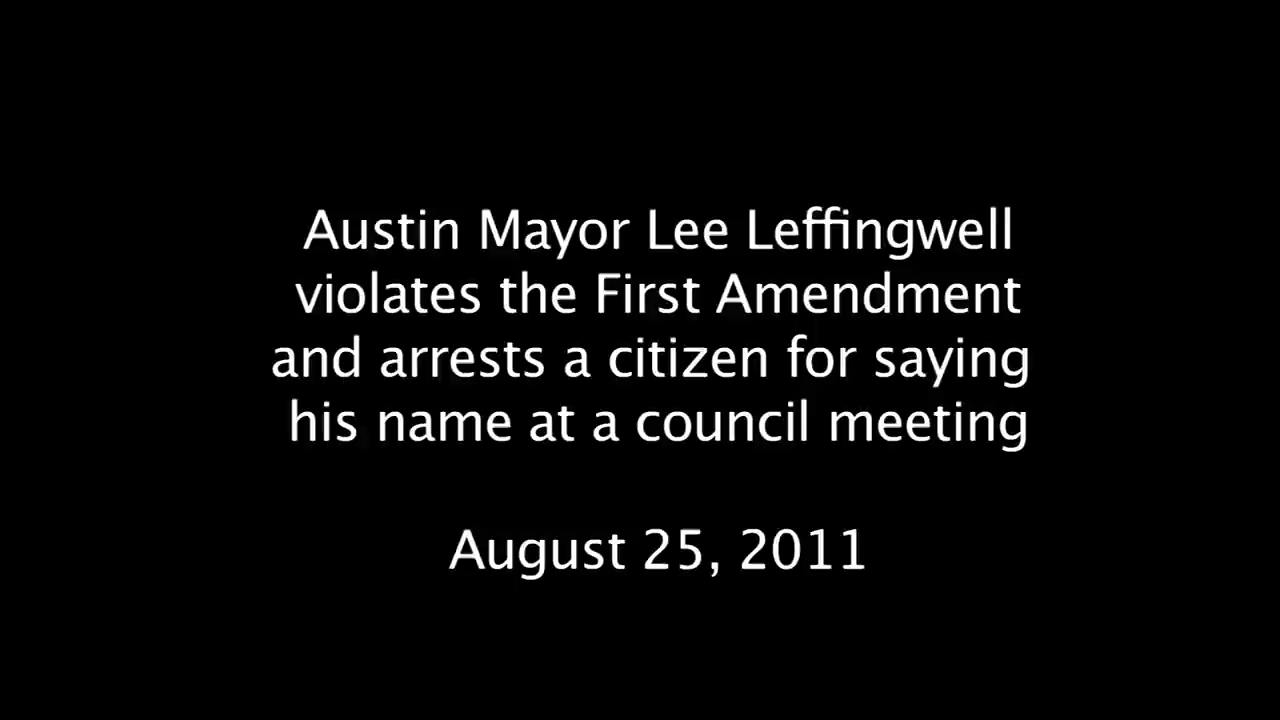 Austin Mayor Lee Leffingwell
violates the First Amendment
and arrests a citizen for saying
his name at a council meeting
August 25, 2011